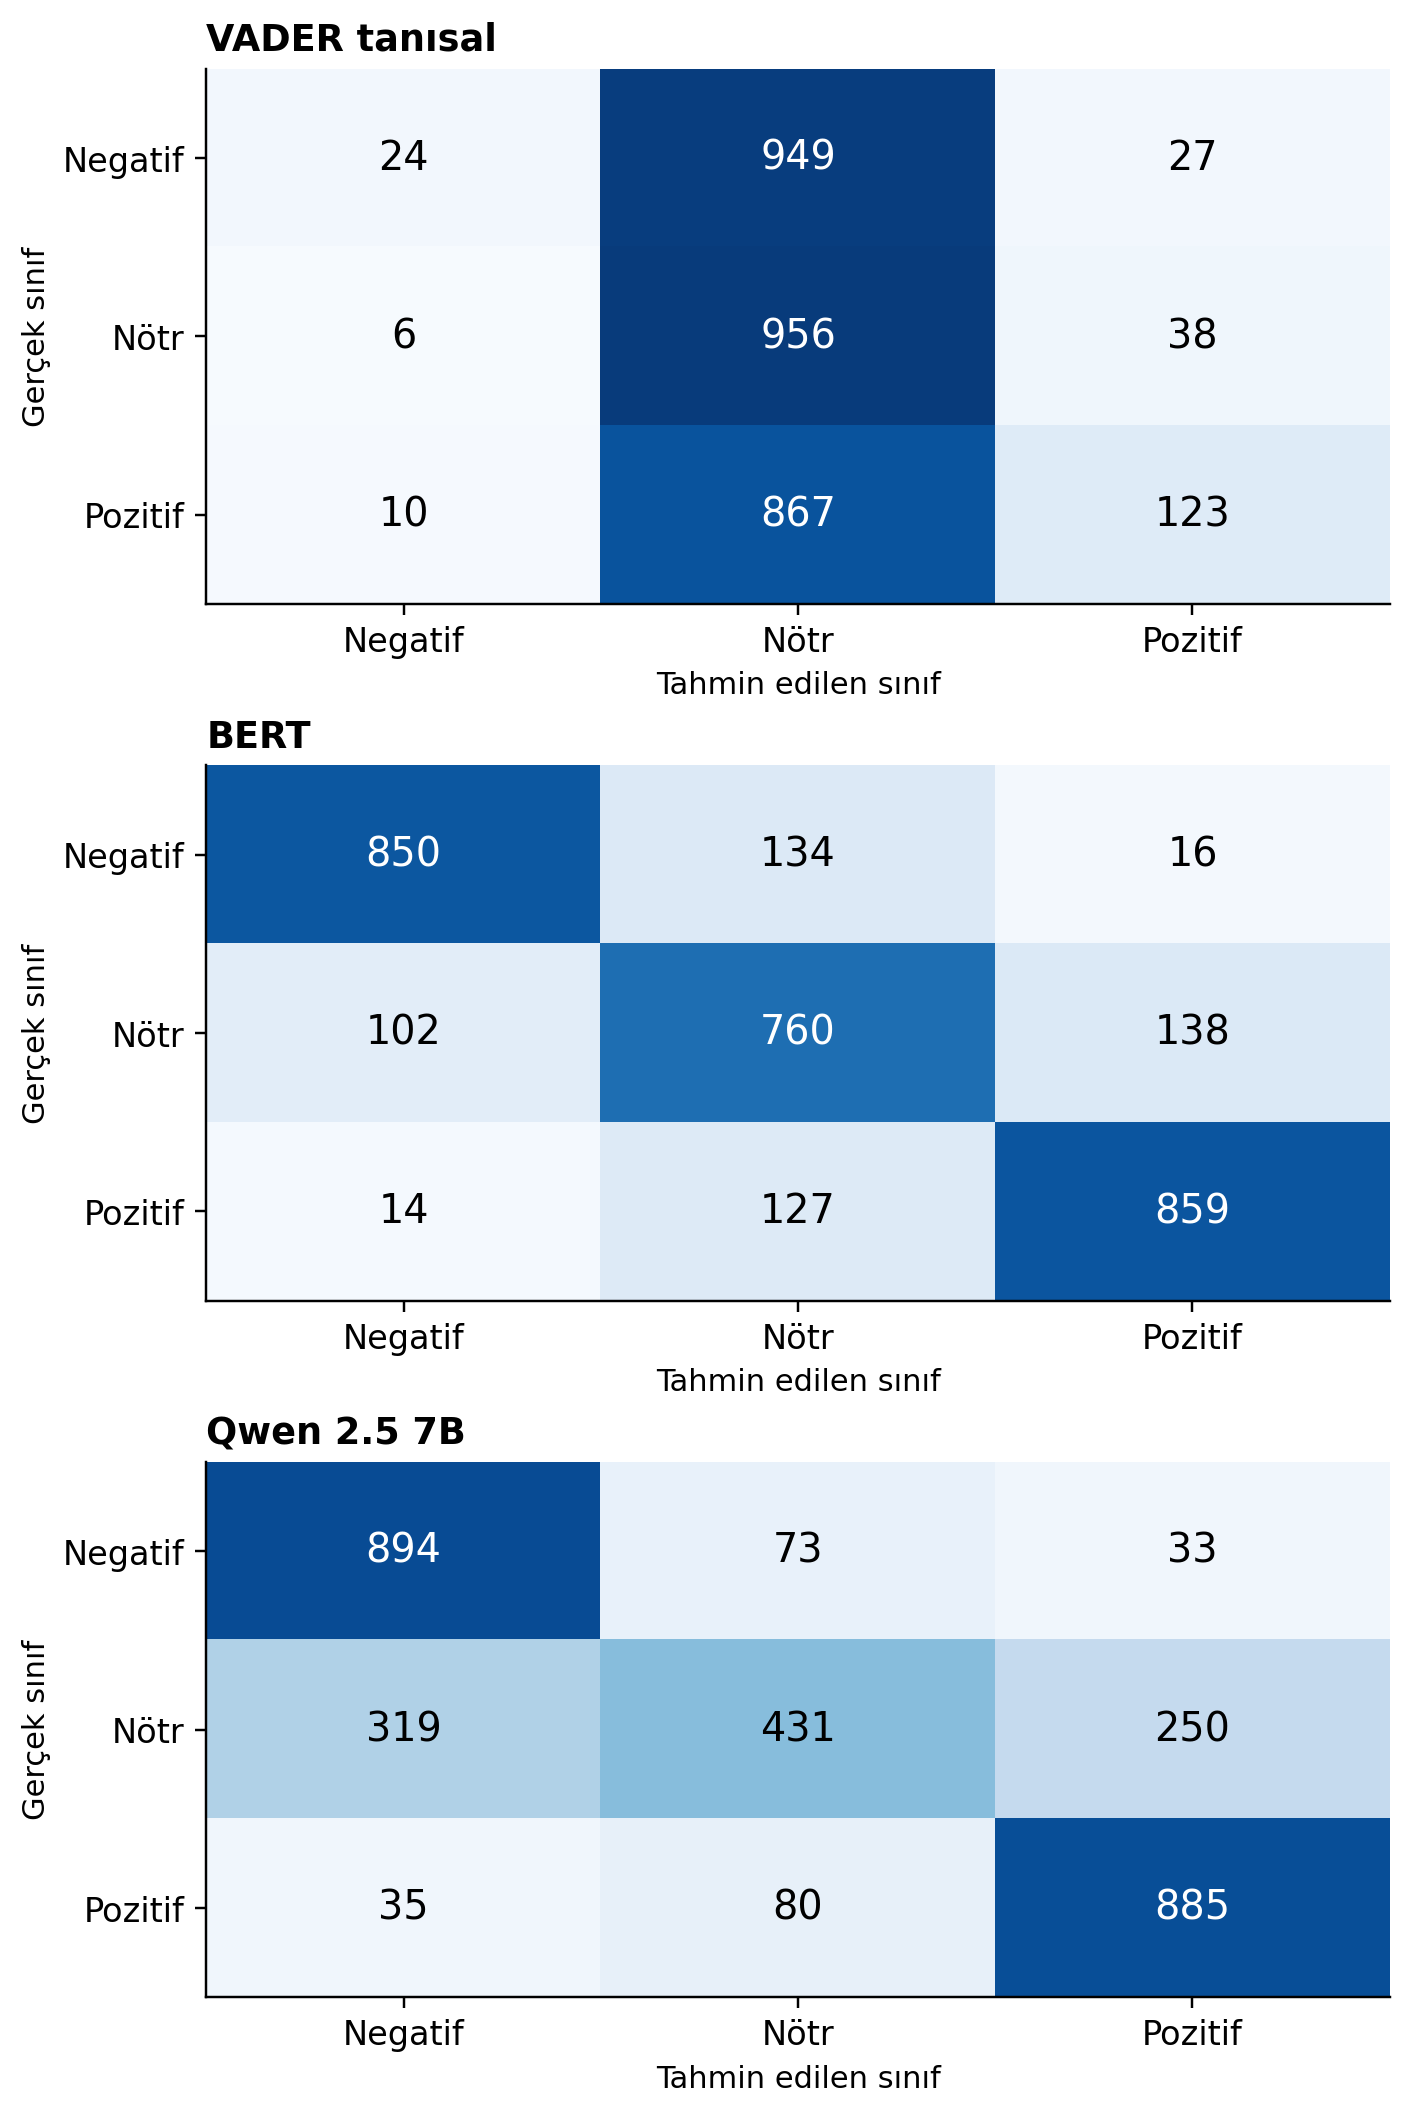 VADER tanısal
Negatif 24 949 27
Nötr 6 956 38
Pozitif 10 867 123
Gerçek sınıf
Negatif Nötr Pozitif
Tahmin edilen sınıf
BERT
Negatif 850 134 16
Nötr 102 760 138
Pozitif 14 127 859
Gerçek sınıf
Negatif Nötr Pozitif
Tahmin edilen sınıf
Qwen 2.5 7B
Negatif 894 73 33
Nötr 319 431 250
Pozitif 35 80 885
Gerçek sınıf
Negatif Nötr Pozitif
Tahmin edilen sınıf